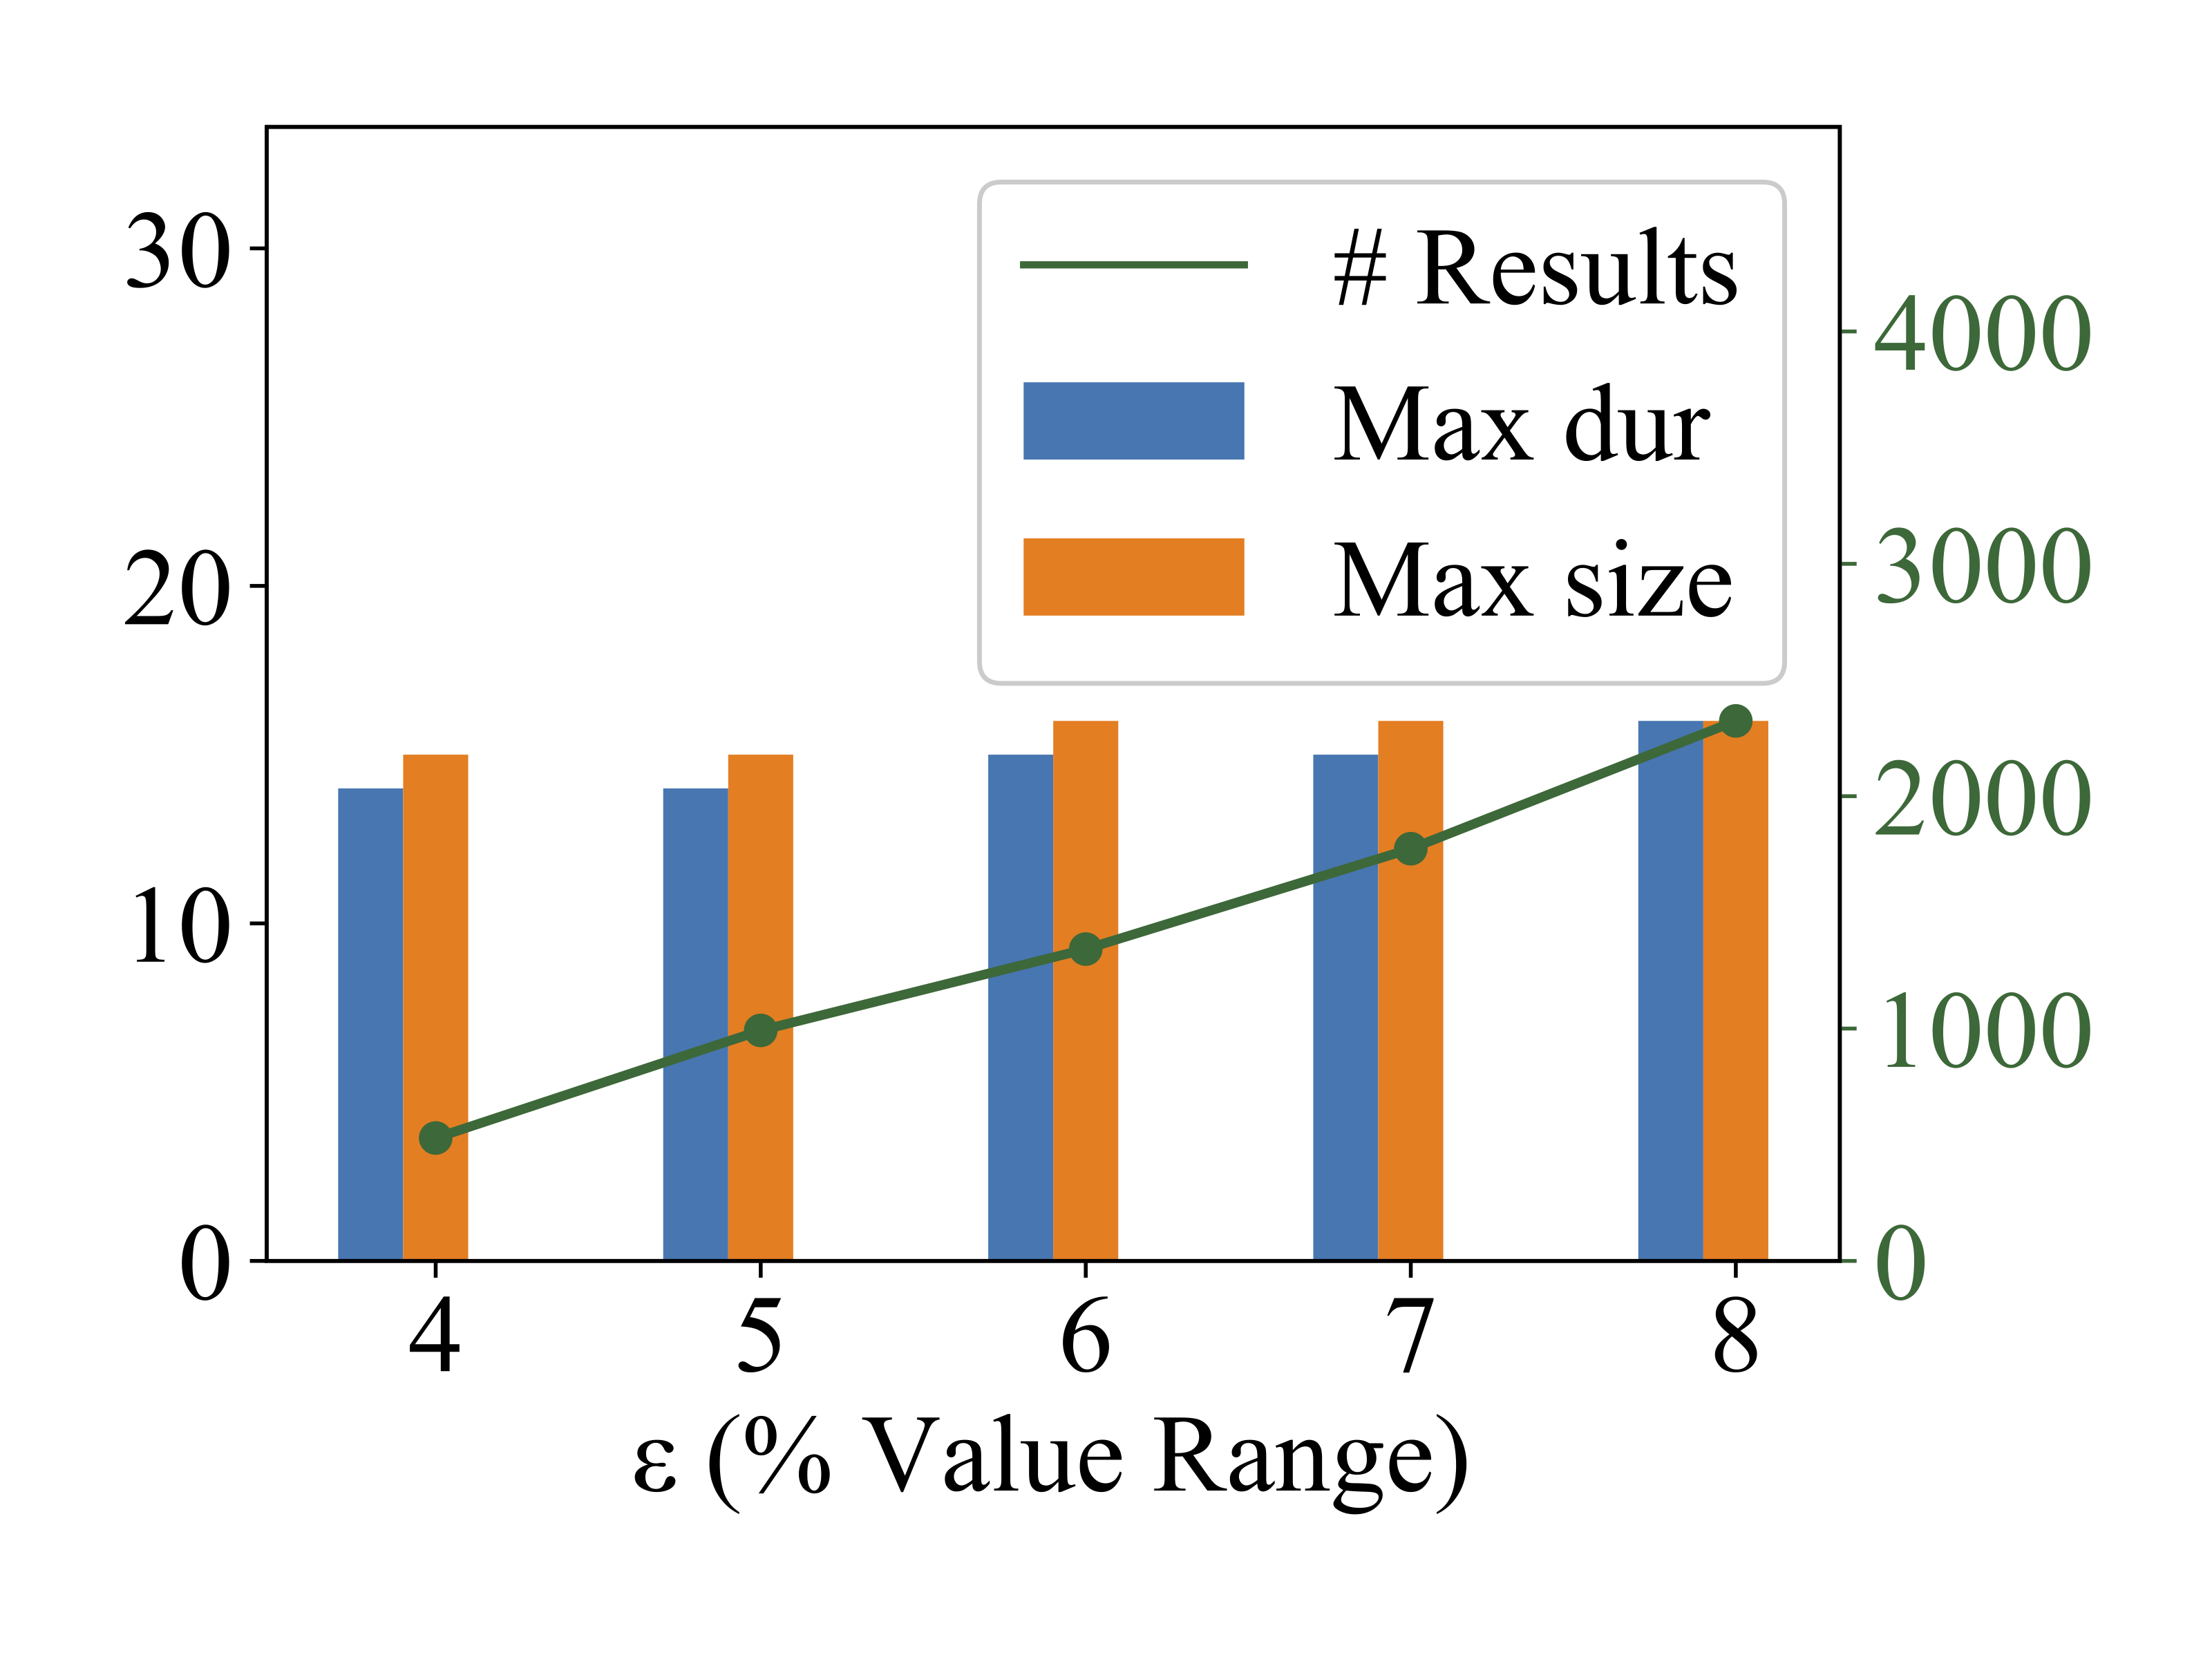 30
20
10
0
# Results
Max dur
Max size
4000
3000
2000
1000
0
4 5 6 7 8
ε (% Value Range)